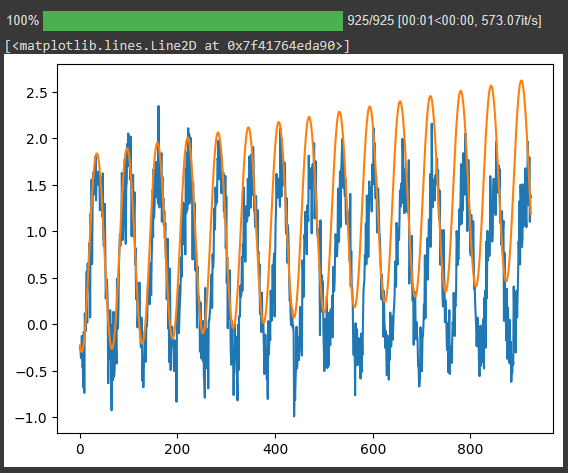 100% 925/925 [00:01<00:00, 573.07it/s]
[<matplotlib.lines.Line2D at 0x7f41764eda90>]
2.5
2.0
1.5
1.0
0.5
0.0
−0.5
−1.0
0 200 400 600 800